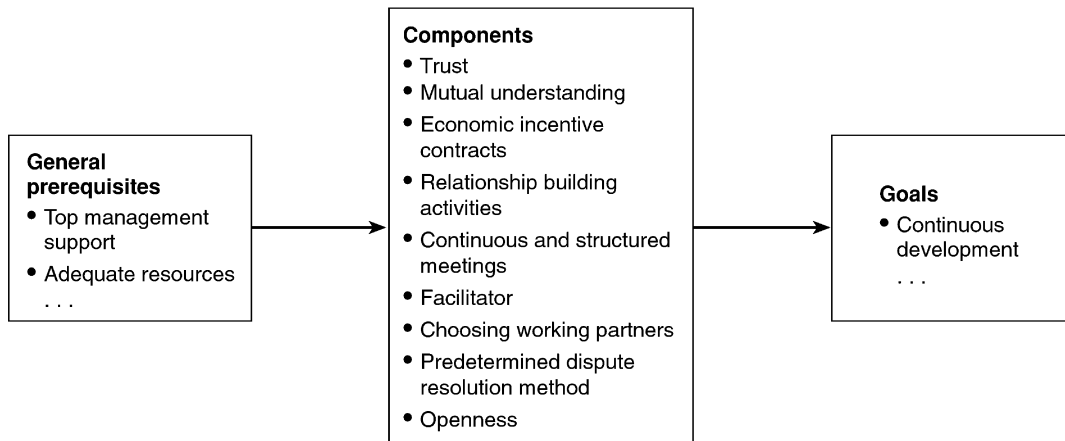 General
prerequisites
• Top management
support
• Adequate resources
. . .
Components
• Trust
• Mutual understanding
• Economic incentive
contracts
• Relationship building
activities
• Continuous and structured
meetings
• Facilitator
• Choosing working partners
• Predetermined dispute
resolution method
• Openness
Goals
• Continuous
development
. . .